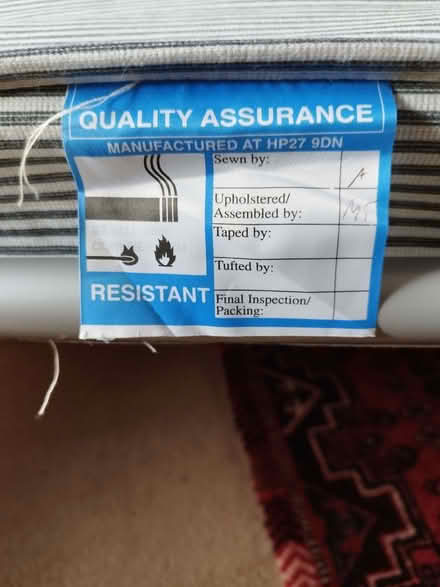 QUALITY ASSURANCE
MANUFACTURED AT HP27 9DN
Sewn by:
Upholstered/
Assembled by:
Taped by:
Tufted by:
RESISTANT
Final Inspection/
Packing: